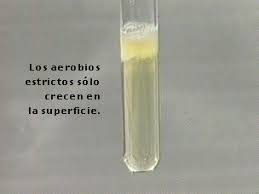 Los aerobios
estrictos sólo
crecen en
la superficie.